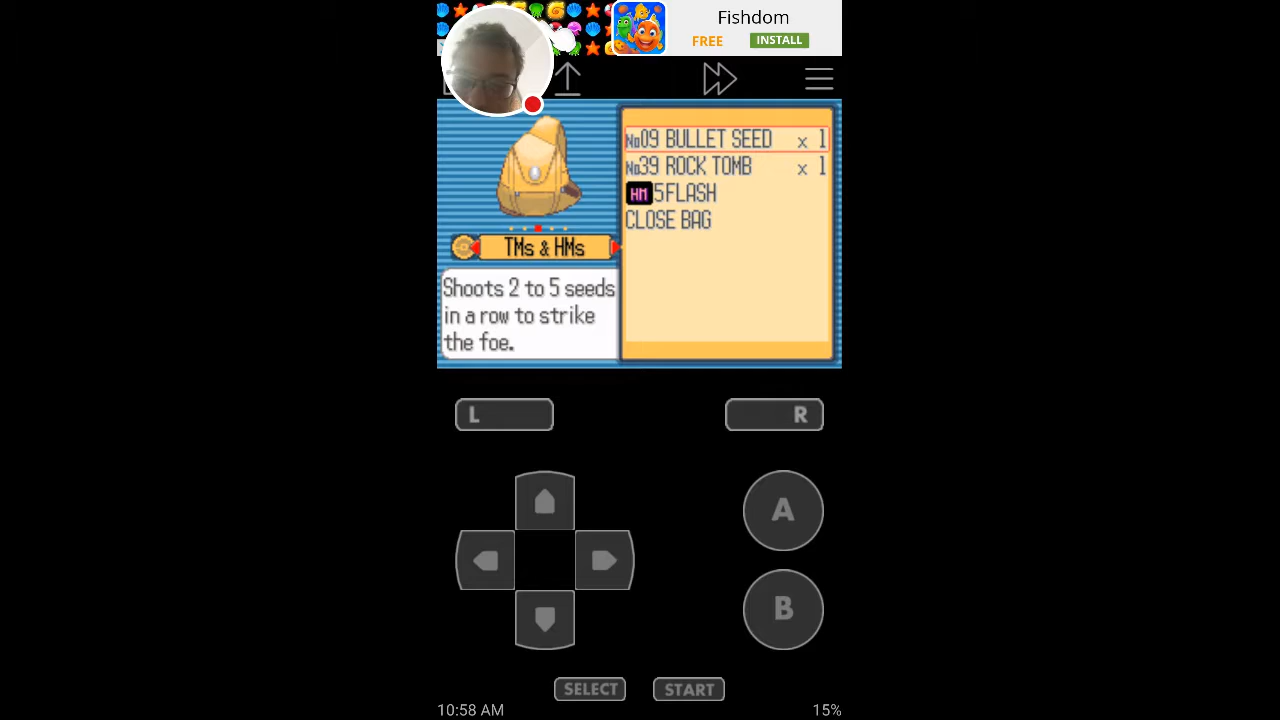 Fishdom
FREE INSTALL
No09 BULLET SEED x 1
No39 ROCK TOMB x 1
HM 5FLASH
CLOSE BAG
TMs & HMs
Shoots 2 to 5 seeds
in a row to strike
the foe.
L R
A
B
SELECT START
10:58 AM 15%